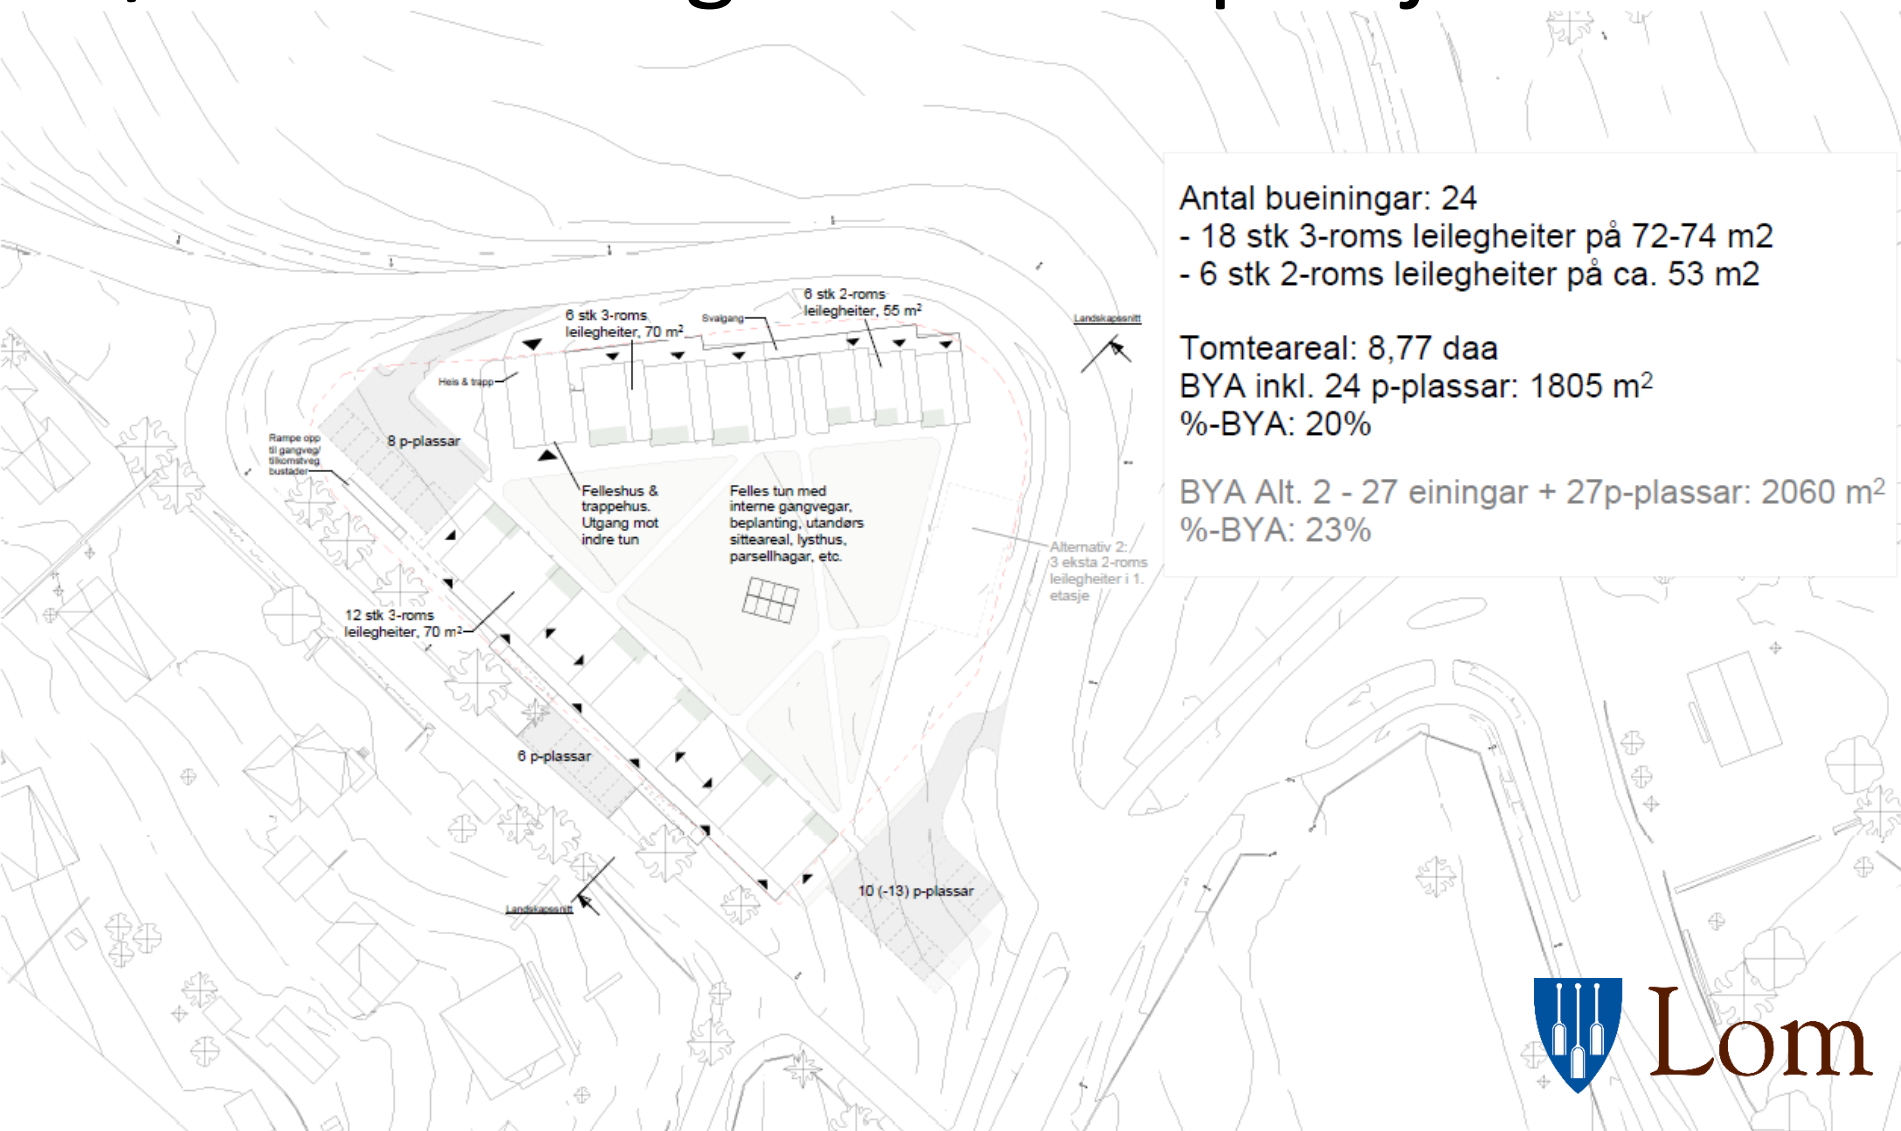 Antal bueiningar: 24
- 18 stk 3-roms leilegheiter på 72-74 m2
- 6 stk 2-roms leilegheiter på ca. 53 m2
Tomteareal: 8,77 daa
BYA inkl. 24 p-plassar: 1805 m²
%-BYA: 20%
BYA Alt. 2 - 27 einingar + 27p-plassar: 2060 m²
%-BYA: 23%
6 stk 3-roms
leilegheiter, 70 m²
Svalgang
6 stk 2-roms
leilegheiter, 55 m²
Landskapssnitt
Heis & trapp
8 p-plassar
Rampe opp
til gangveg/
tilkomstveg
bustader
Felleshus &
trappehus.
Utgang mot
indre tun
Felles tun med
interne gangvegar,
beplanting, utandørs
sitteareal, lysthus,
parsellhagar, etc.
Alternativ 2:
3 eksta 2-roms
leilegheiter i 1.
etasje
12 stk 3-roms
leilegheiter, 70 m²
6 p-plassar
10 (-13) p-plassar
Landskapssnitt
Lom